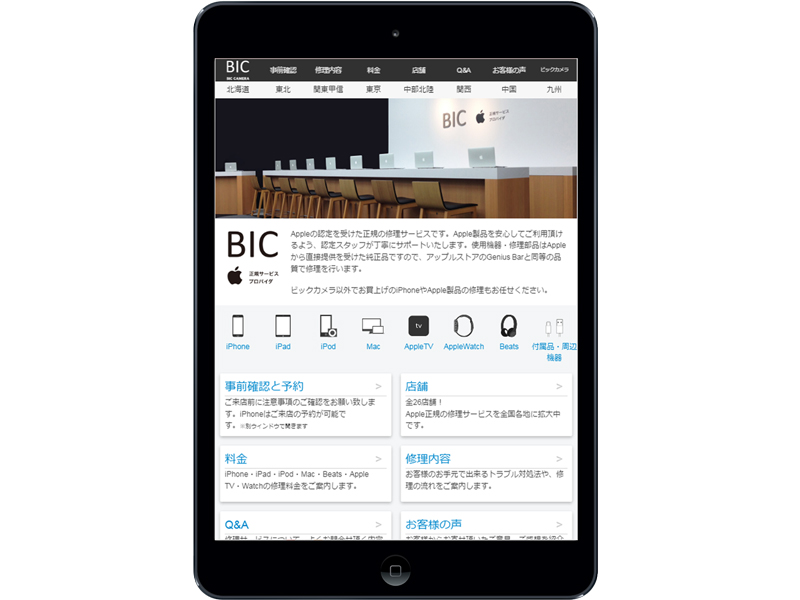 BIC
BIC CAMERA
事前確認 修理内容 料金 店舗 Q&A お客様の声 ビックカメラ
北海道 東北 関東甲信 東京 中部北陸 関西 中国 九州
BIC 正規サービス
プロバイダ
BIC
正規サービス
プロバイダ
Appleの認定を受けた正規の修理サービスです。Apple製品を安心してご利用頂け
るよう、認定スタッフが丁寧にサポートいたします。使用機器・修理部品はApple
から直接提供を受けた純正品ですので、アップルストアのGenius Barと同等の品
質で修理を行います。
ビックカメラ以外でお買上げのiPhoneやApple製品の修理もお任せください。
tv
iPhone iPad iPod Mac AppleTV AppleWatch Beats 付属品・周辺
機器
事前確認と予約 >
ご来店前に注意事項のご確認をお願い致しま
す。iPhoneはご来店の予約が可能で
す。※別ウインドウで開きます
店舗 >
全26店舗！
Apple正規の修理サービスを全国各地に拡大中
です。
料金 >
iPhone・iPad・iPod・Mac・Beats・Apple
TV・Watchの修理料金をご案内します。
修理内容 >
お客様のお手元で出来るトラブル対処法や、修
理の流れをご案内します。
Q&A >
お客様の声 >